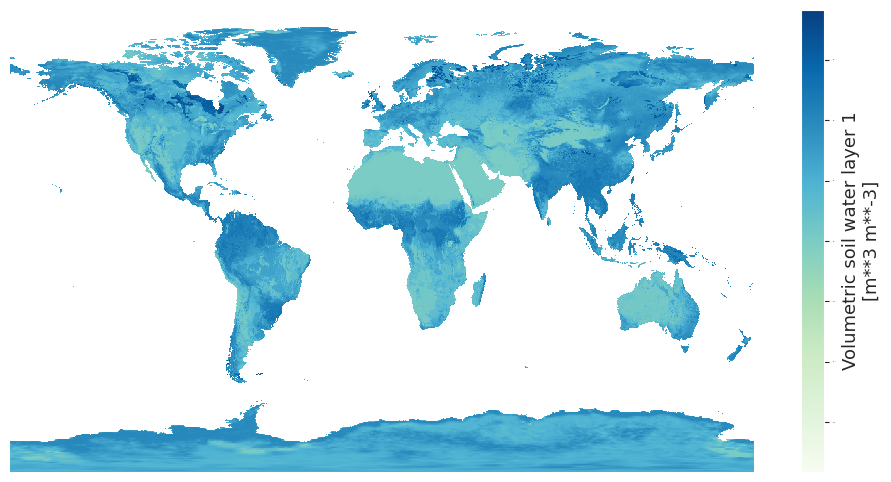 Volumetric soil water layer 1
[m**3 m**-3]